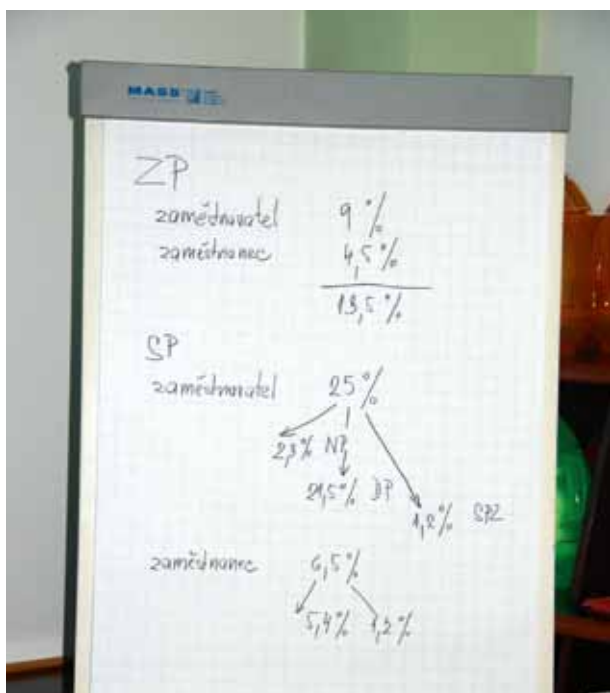 MASS
ZP
zaměstnavatel 9 %
zaměstnanec 4,5 %
13,5 %
SP
zaměstnavatel 25 %
2,3 % NP
21,5 % DP
1,2 % SPZ
zaměstnanec 6,5 %
5,4 % 1,2 %